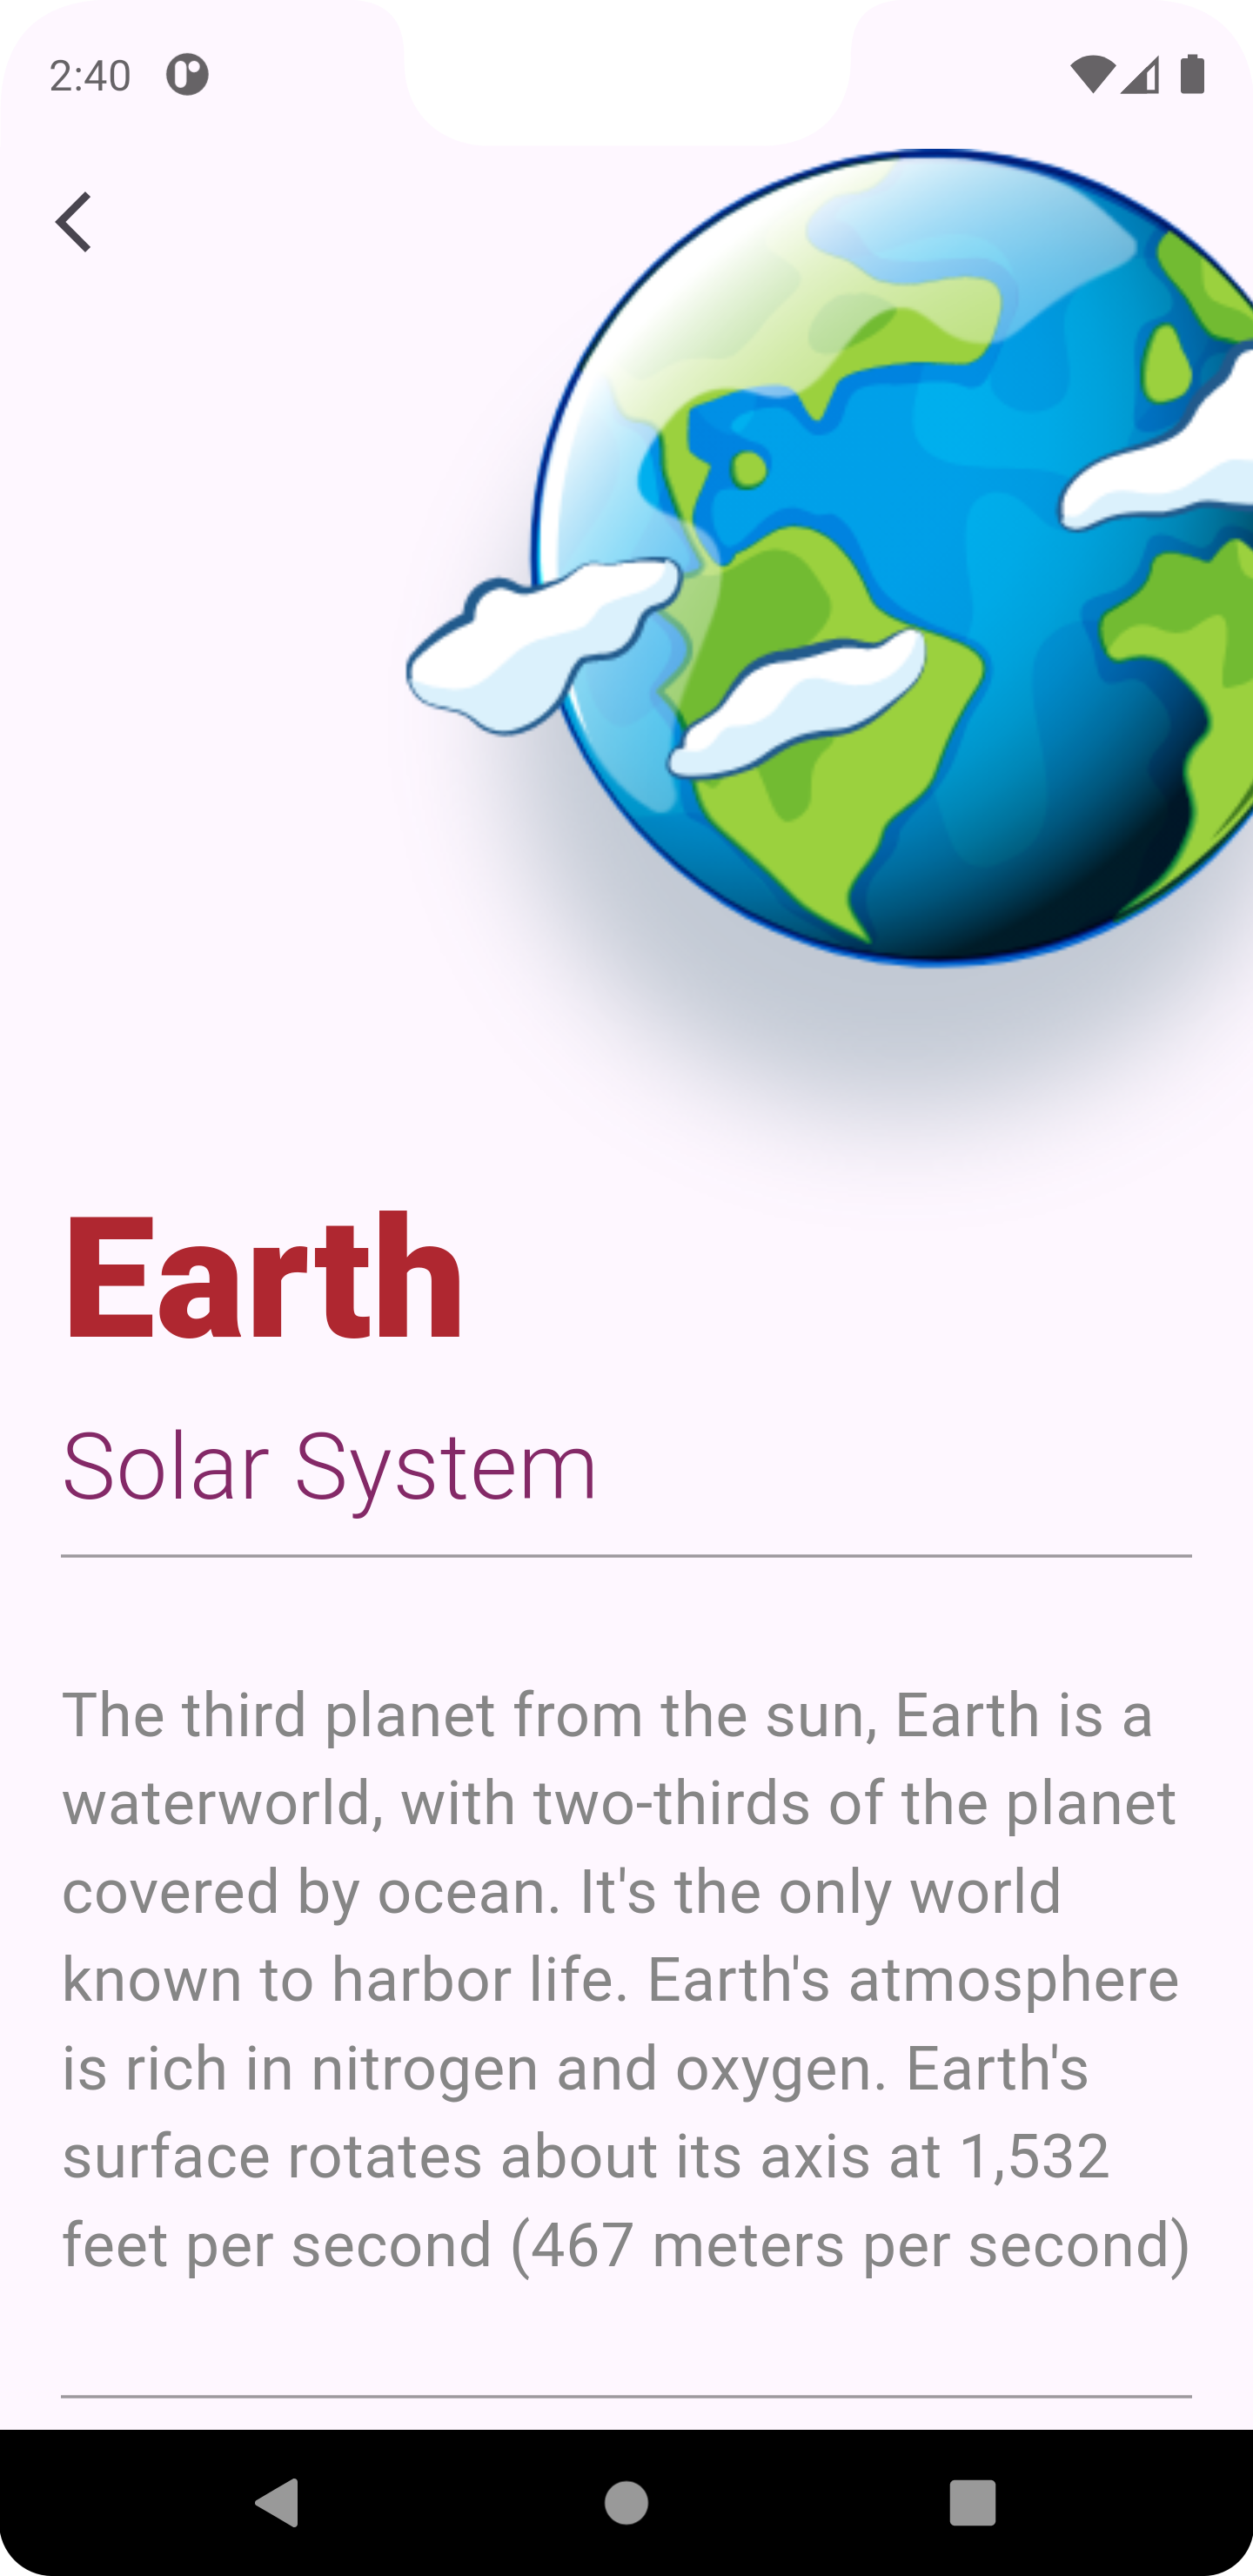 2:40
Earth
Solar System
The third planet from the sun, Earth is a
waterworld, with two-thirds of the planet
covered by ocean. It's the only world
known to harbor life. Earth's atmosphere
is rich in nitrogen and oxygen. Earth's
surface rotates about its axis at 1,532
feet per second (467 meters per second)